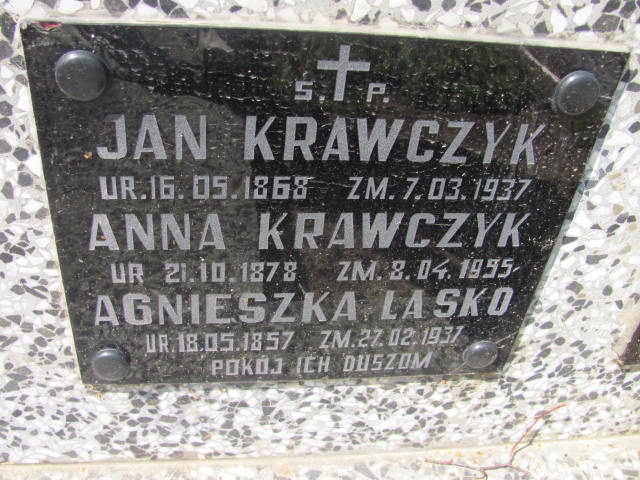 Ś. P.
JAN KRAWCZYK
UR.16.05.1868 ZM.7.03.1937
ANNA KRAWCZYK
UR 21.10.1878 ZM.8.04.1955
AGNIESZKA LASKO
UR.18.05.1857 ZM.27.02.1937
POKÓJ ICH DUSZOM